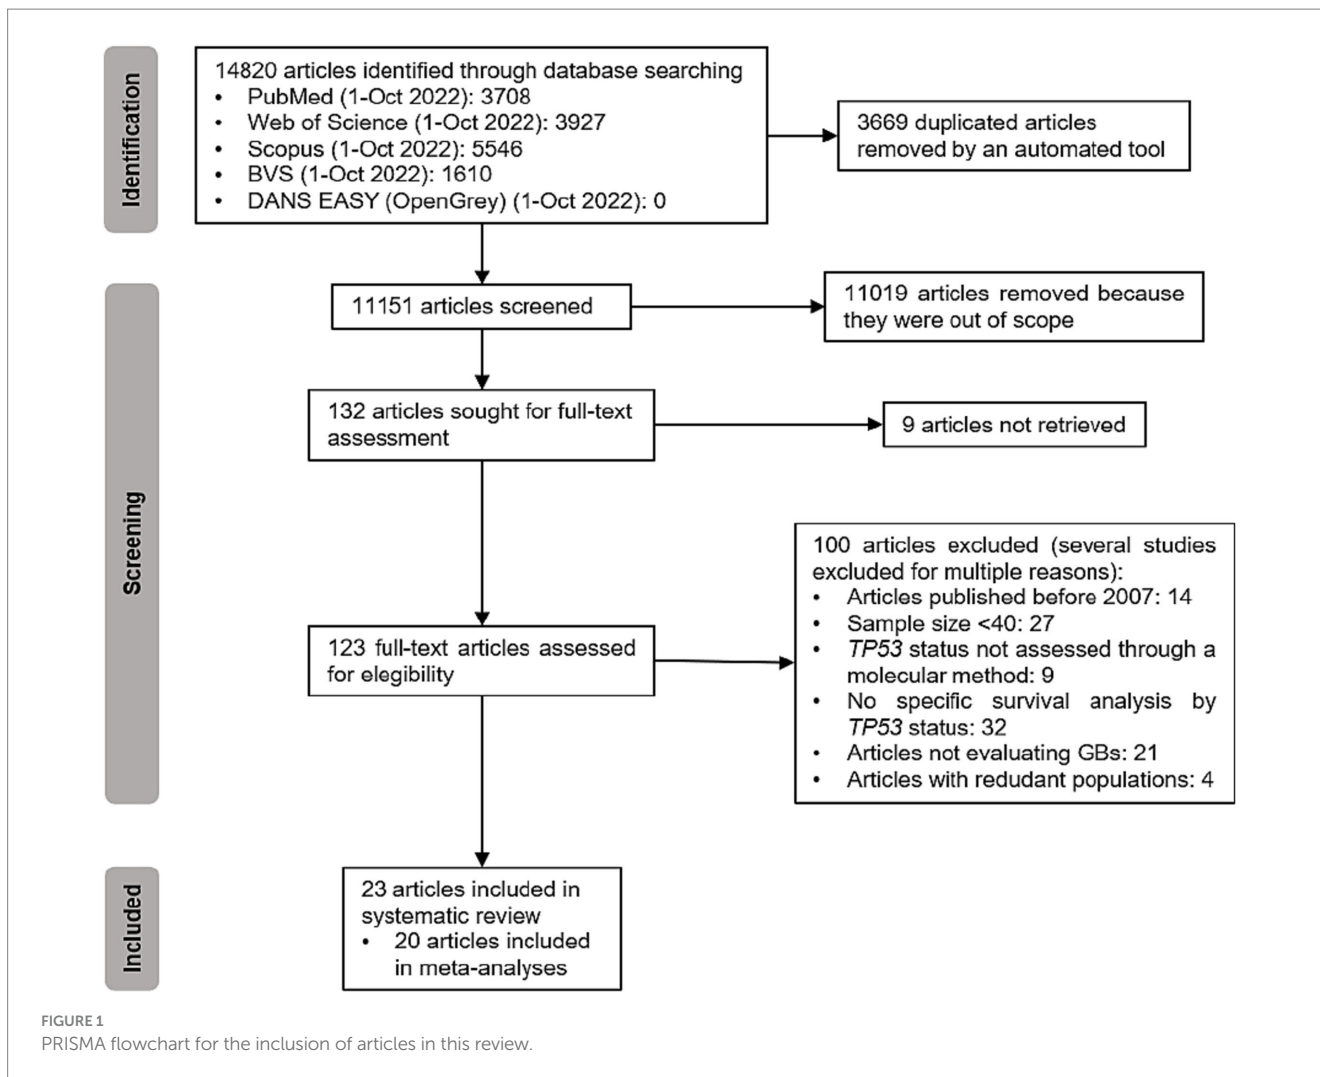 Identification
14820 articles identified through database searching
• PubMed (1-Oct 2022): 3708
• Web of Science (1-Oct 2022): 3927
• Scopus (1-Oct 2022): 5546
• BVS (1-Oct 2022): 1610
• DANS EASY (OpenGrey) (1-Oct 2022): 0
3669 duplicated articles
removed by an automated tool
Screening
11151 articles screened
11019 articles removed because
they were out of scope
132 articles sought for full-text
assessment
9 articles not retrieved
123 full-text articles assessed
for elegibility
100 articles excluded (several studies
excluded for multiple reasons):
• Articles published before 2007: 14
• Sample size <40: 27
• TP53 status not assessed through a
molecular method: 9
• No specific survival analysis by
TP53 status: 32
• Articles not evaluating GBs: 21
• Articles with redudant populations: 4
Included
23 articles included in
systematic review
• 20 articles included
in meta-analyses
FIGURE 1
PRISMA flowchart for the inclusion of articles in this review.